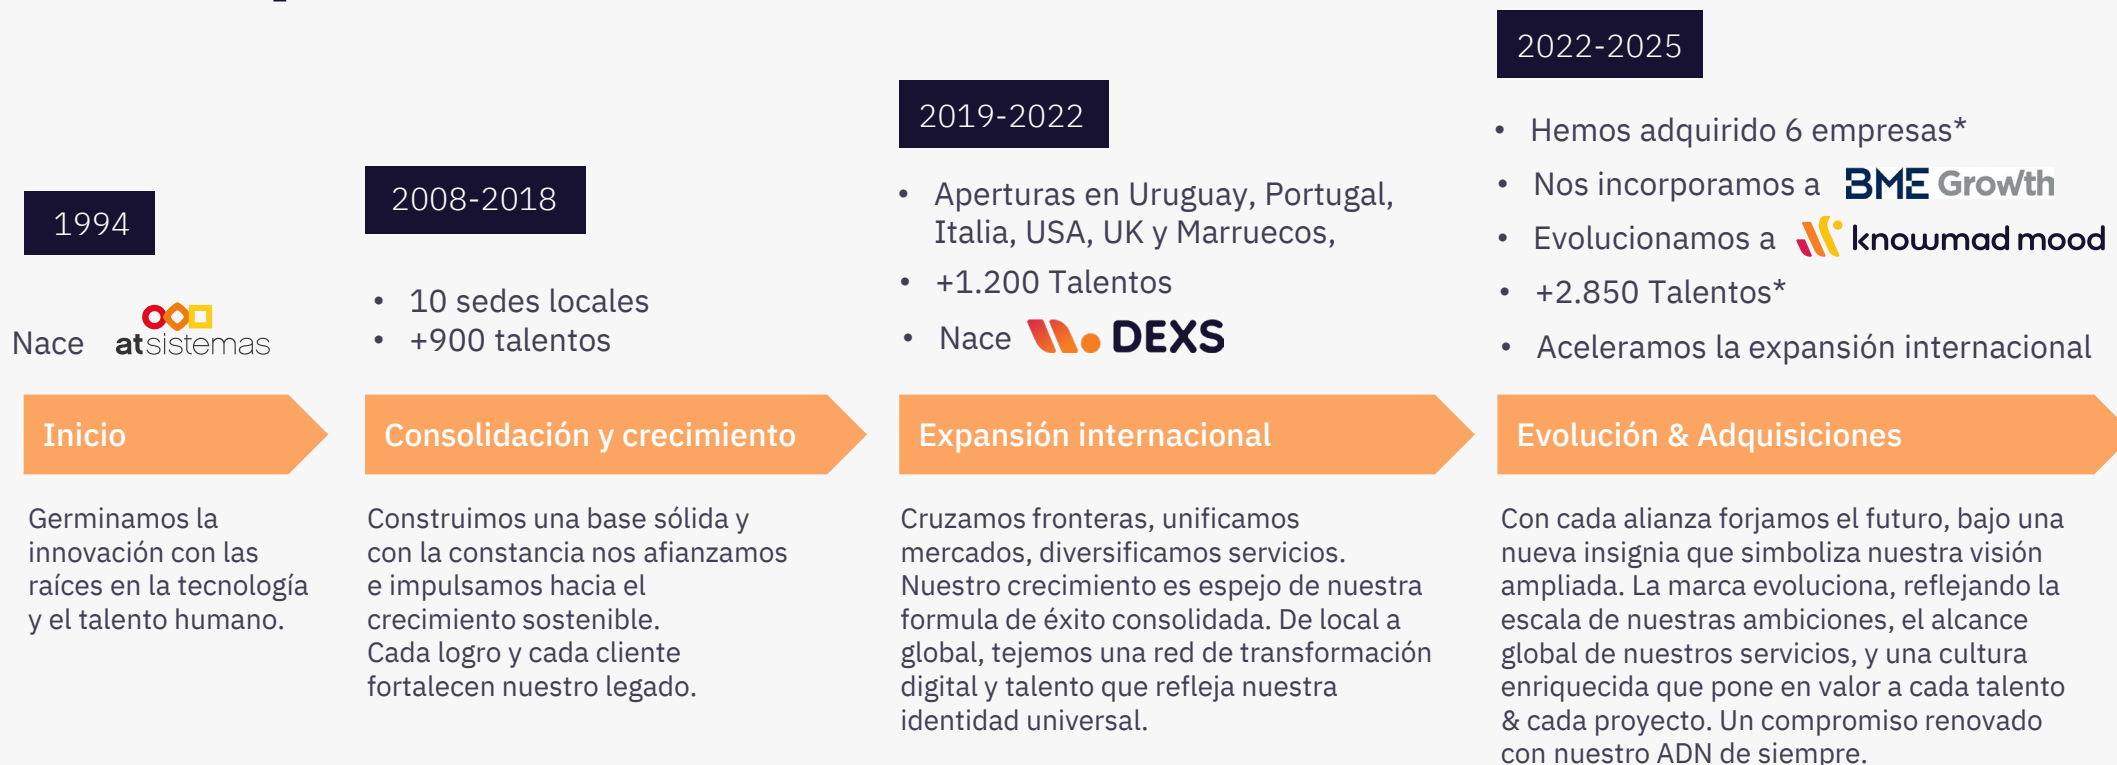 1994
Nace atsistemas
Inicio
Germinamos la
innovación con las
raíces en la tecnología
y el talento humano.
2008-2018
• 10 sedes locales
• +900 talentos
Consolidación y crecimiento
Construimos una base sólida y
con la constancia nos afianzamos
e impulsamos hacia el
crecimiento sostenible.
Cada logro y cada cliente
fortalecen nuestro legado.
2019-2022
• Aperturas en Uruguay, Portugal,
Italia, USA, UK y Marruecos,
• +1.200 Talentos
• Nace DEXS
Expansión internacional
Cruzamos fronteras, unificamos
mercados, diversificamos servicios.
Nuestro crecimiento es espejo de nuestra
formula de éxito consolidada. De local a
global, tejemos una red de transformación
digital y talento que refleja nuestra
identidad universal.
2022-2025
• Hemos adquirido 6 empresas*
• Nos incorporamos a BME Growth
• Evolucionamos a knowmad mood
• +2.850 Talentos*
• Aceleramos la expansión internacional
Evolución & Adquisiciones
Con cada alianza forjamos el futuro, bajo una
nueva insignia que simboliza nuestra visión
ampliada. La marca evoluciona, reflejando la
escala de nuestras ambiciones, el alcance
global de nuestros servicios, y una cultura
enriquecida que pone en valor a cada talento
& cada proyecto. Un compromiso renovado
con nuestro ADN de siempre.